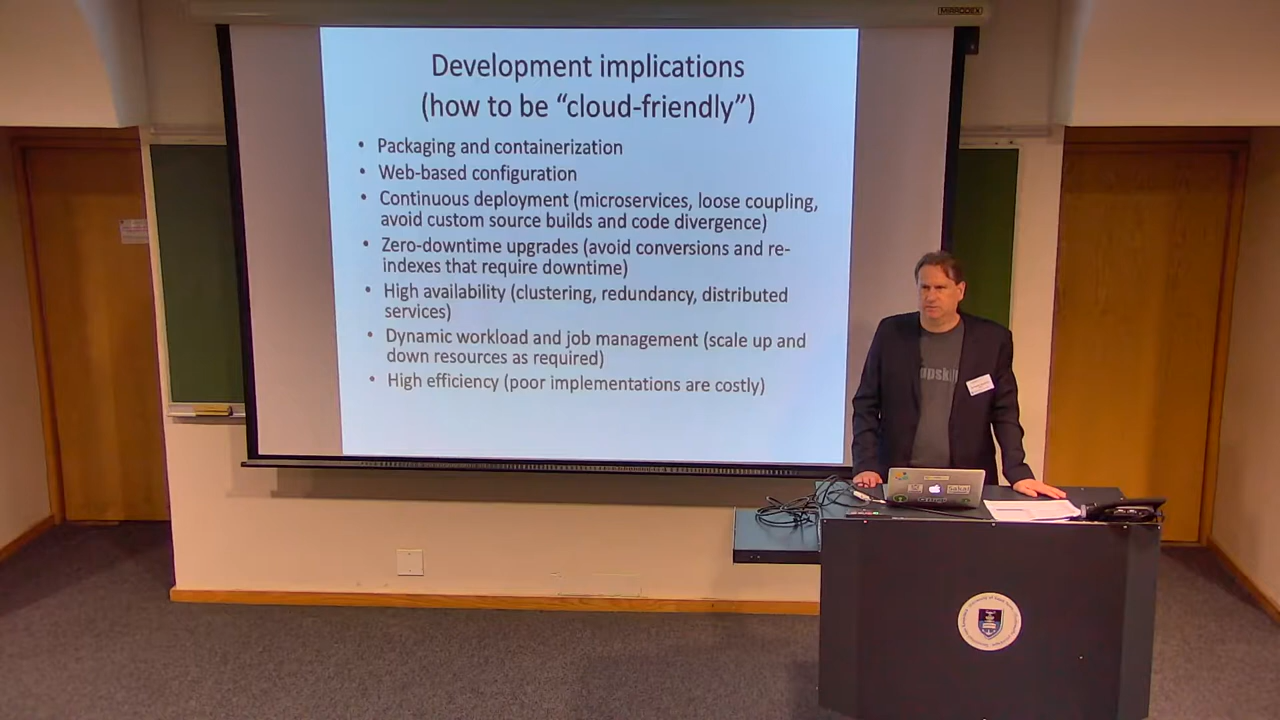 Development implications
(how to be “cloud-friendly”)
• Packaging and containerization
• Web-based configuration
• Continuous deployment (microservices, loose coupling,
avoid custom source builds and code divergence)
• Zero-downtime upgrades (avoid conversions and re-
indexes that require downtime)
• High availability (clustering, redundancy, distributed
services)
• Dynamic workload and job management (scale up and
down resources as required)
• High efficiency (poor implementations are costly)
upskil
sakai